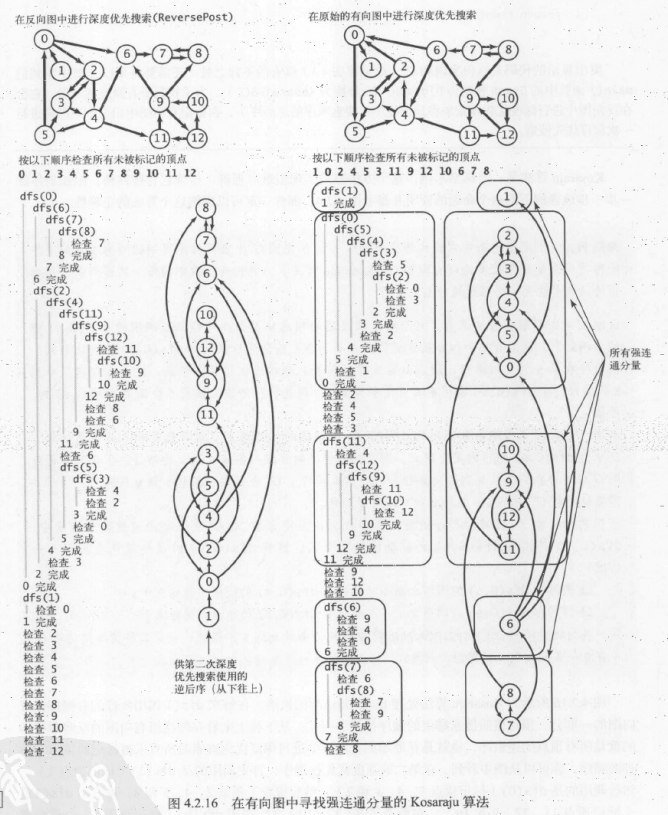 在反向图中进行深度优先搜索(ReversePost)
0
6
7
8
1
2
3
4
9
10
5
11
12
按以下顺序检查所有未被标记的顶点
0 1 2 3 4 5 6 7 8 9 10 11 12
dfs(0)
dfs(6)
dfs(7)
dfs(8)
检查 7
8 完成
7 完成
6 完成
dfs(2)
dfs(4)
dfs(11)
dfs(9)
dfs(12)
检查 11
dfs(10)
检查 9
10 完成
12 完成
检查 8
检查 6
9 完成
11 完成
检查 6
dfs(5)
dfs(3)
检查 4
检查 2
3 完成
检查 0
5 完成
4 完成
检查 3
2 完成
0 完成
dfs(1)
检查 0
1 完成
检查 2
检查 3
检查 4
检查 5
检查 6
检查 7
检查 8
检查 9
检查 10
检查 11
检查 12
8
7
6
10
12
9
11
3
5
4
2
0
1
供第二次深度
优先搜索使用的
逆后序（从下往上）
在原始的有向图中进行深度优先搜索
0
6
7
8
1
2
3
4
9
10
5
11
12
按以下顺序检查所有未被标记的顶点
1 0 2 4 5 3 11 9 12 10 6 7 8
dfs(1)
1 完成
dfs(0)
dfs(5)
dfs(4)
dfs(3)
检查 5
dfs(2)
检查 0
检查 3
2 完成
3 完成
检查 2
4 完成
5 完成
检查 1
0 完成
检查 2
检查 4
检查 5
检查 3
dfs(11)
检查 4
dfs(12)
dfs(9)
检查 11
dfs(10)
检查 12
10 完成
9 完成
12 完成
11 完成
检查 9
检查 12
检查 10
dfs(6)
检查 9
检查 4
检查 0
6 完成
dfs(7)
检查 6
dfs(8)
检查 7
检查 9
8 完成
7 完成
检查 8
1
2
3
4
5
0
10
9
12
11
6
8
7
所有强连
通分量
图 4.2.16 在有向图中寻找强连通分量的 Kosaraju 算法